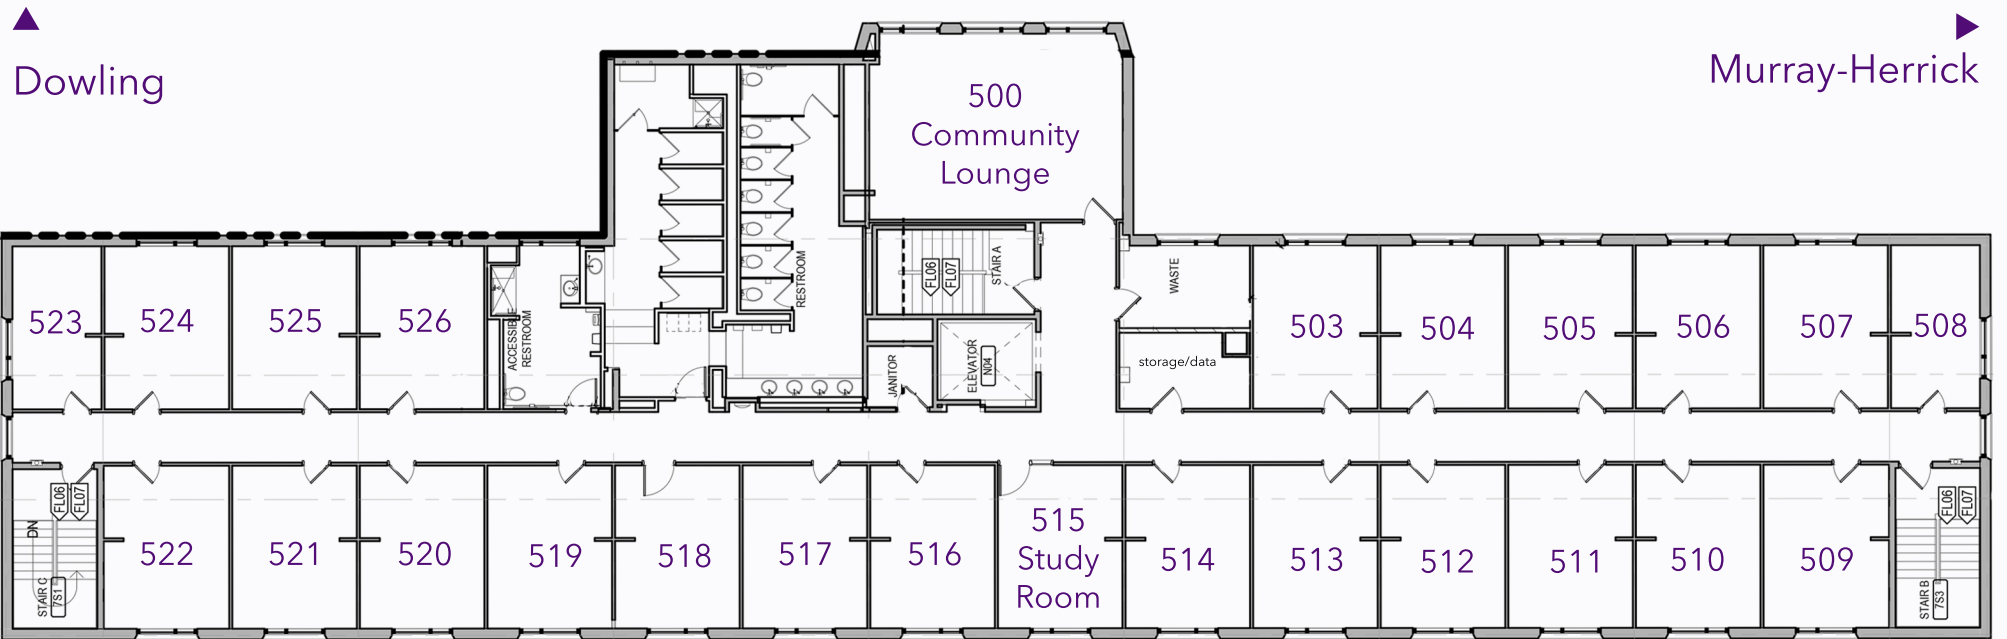 Dowling
Murray-Herrick
500
Community
Lounge
RESTROOM
FL06
FL07
STAIR A
WASTE
523
524
525
526
ACCESSIBLE
RESTROOM
JANITOR
ELEVATOR
N04
storage/data
503
504
505
506
507
508
FL06
FL07
DN
STAIR C
7S1
522
521
520
519
518
517
516
515
Study
Room
514
513
512
511
510
509
FL06
FL07
STAIR B
7S3